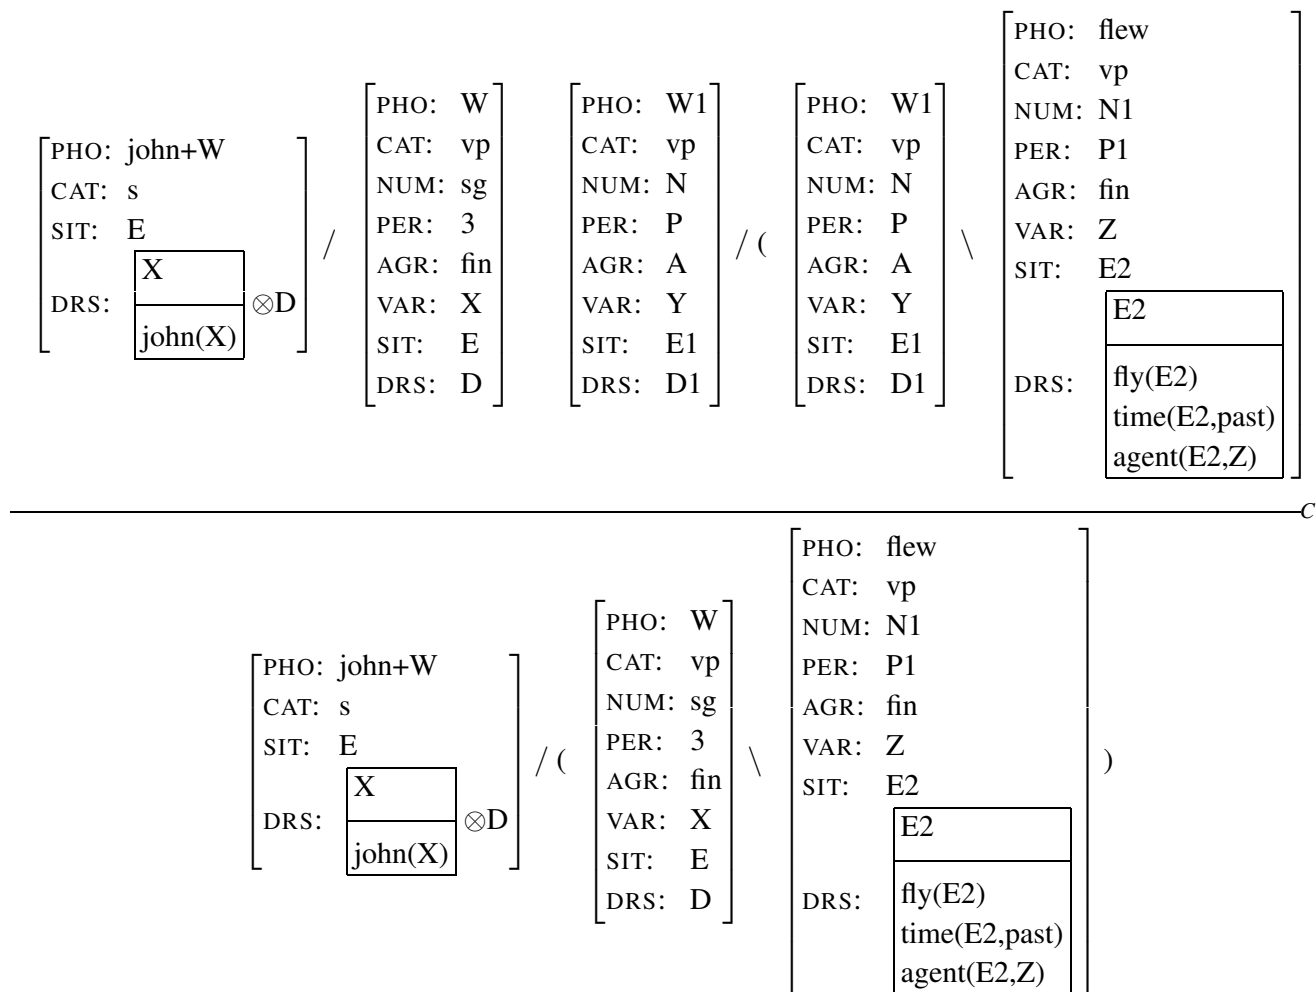 [PHO: john+W
CAT: s
SIT: E
DRS: X
john(X) ⊗D]
/
[PHO: W
CAT: vp
NUM: sg
PER: 3
AGR: fin
VAR: X
SIT: E
DRS: D]
[PHO: W1
CAT: vp
NUM: N
PER: P
AGR: A
VAR: Y
SIT: E1
DRS: D1]
/ (
[PHO: W1
CAT: vp
NUM: N
PER: P
AGR: A
VAR: Y
SIT: E1
DRS: D1]
\
[PHO: flew
CAT: vp
NUM: N1
PER: P1
AGR: fin
VAR: Z
SIT: E2
DRS: E2
fly(E2)
time(E2,past)
agent(E2,Z)]
C
[PHO: john+W
CAT: s
SIT: E
DRS: X
john(X) ⊗D]
/ (
[PHO: W
CAT: vp
NUM: sg
PER: 3
AGR: fin
VAR: X
SIT: E
DRS: D]
\
[PHO: flew
CAT: vp
NUM: N1
PER: P1
AGR: fin
VAR: Z
SIT: E2
DRS: E2
fly(E2)
time(E2,past)
agent(E2,Z)]
)